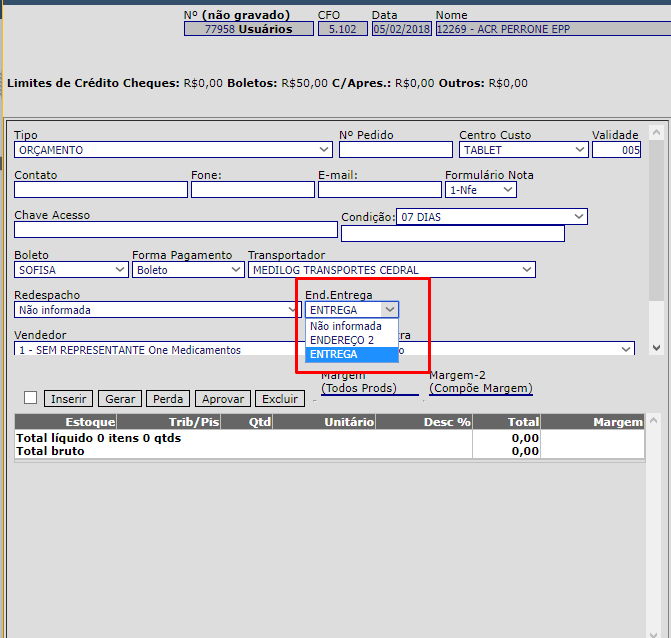 Nº (não gravado) CFO Data Nome
77958 Usuários 5.102 05/02/2018 12269 - ACR PERRONE EPP
Limites de Crédito Cheques: R$0,00 Boletos: R$50,00 C/Apres.: R$0,00 Outros: R$0,00
Tipo Nº Pedido Centro Custo Validade
ORÇAMENTO TABLET 005
Contato Fone: E-mail: Formulário Nota
1-Nfe
Chave Acesso Condição: 07 DIAS
Boleto Forma Pagamento Transportador
SOFISA Boleto MEDILOG TRANSPORTES CEDRAL
Redespacho End.Entrega
Não informada ENTREGA
Não informada
ENDEREÇO 2
ENTREGA
Vendedor
1 - SEM REPRESENTANTE One Medicamentos
Margem Margem-2
(Todos Prods) (Compõe Margem)
Inserir Gerar Perda Aprovar Excluir
Estoque Trib/Pis Qtd Unitário Desc % Total Margem
Total líquido 0 itens 0 qtds 0,00
Total bruto 0,00